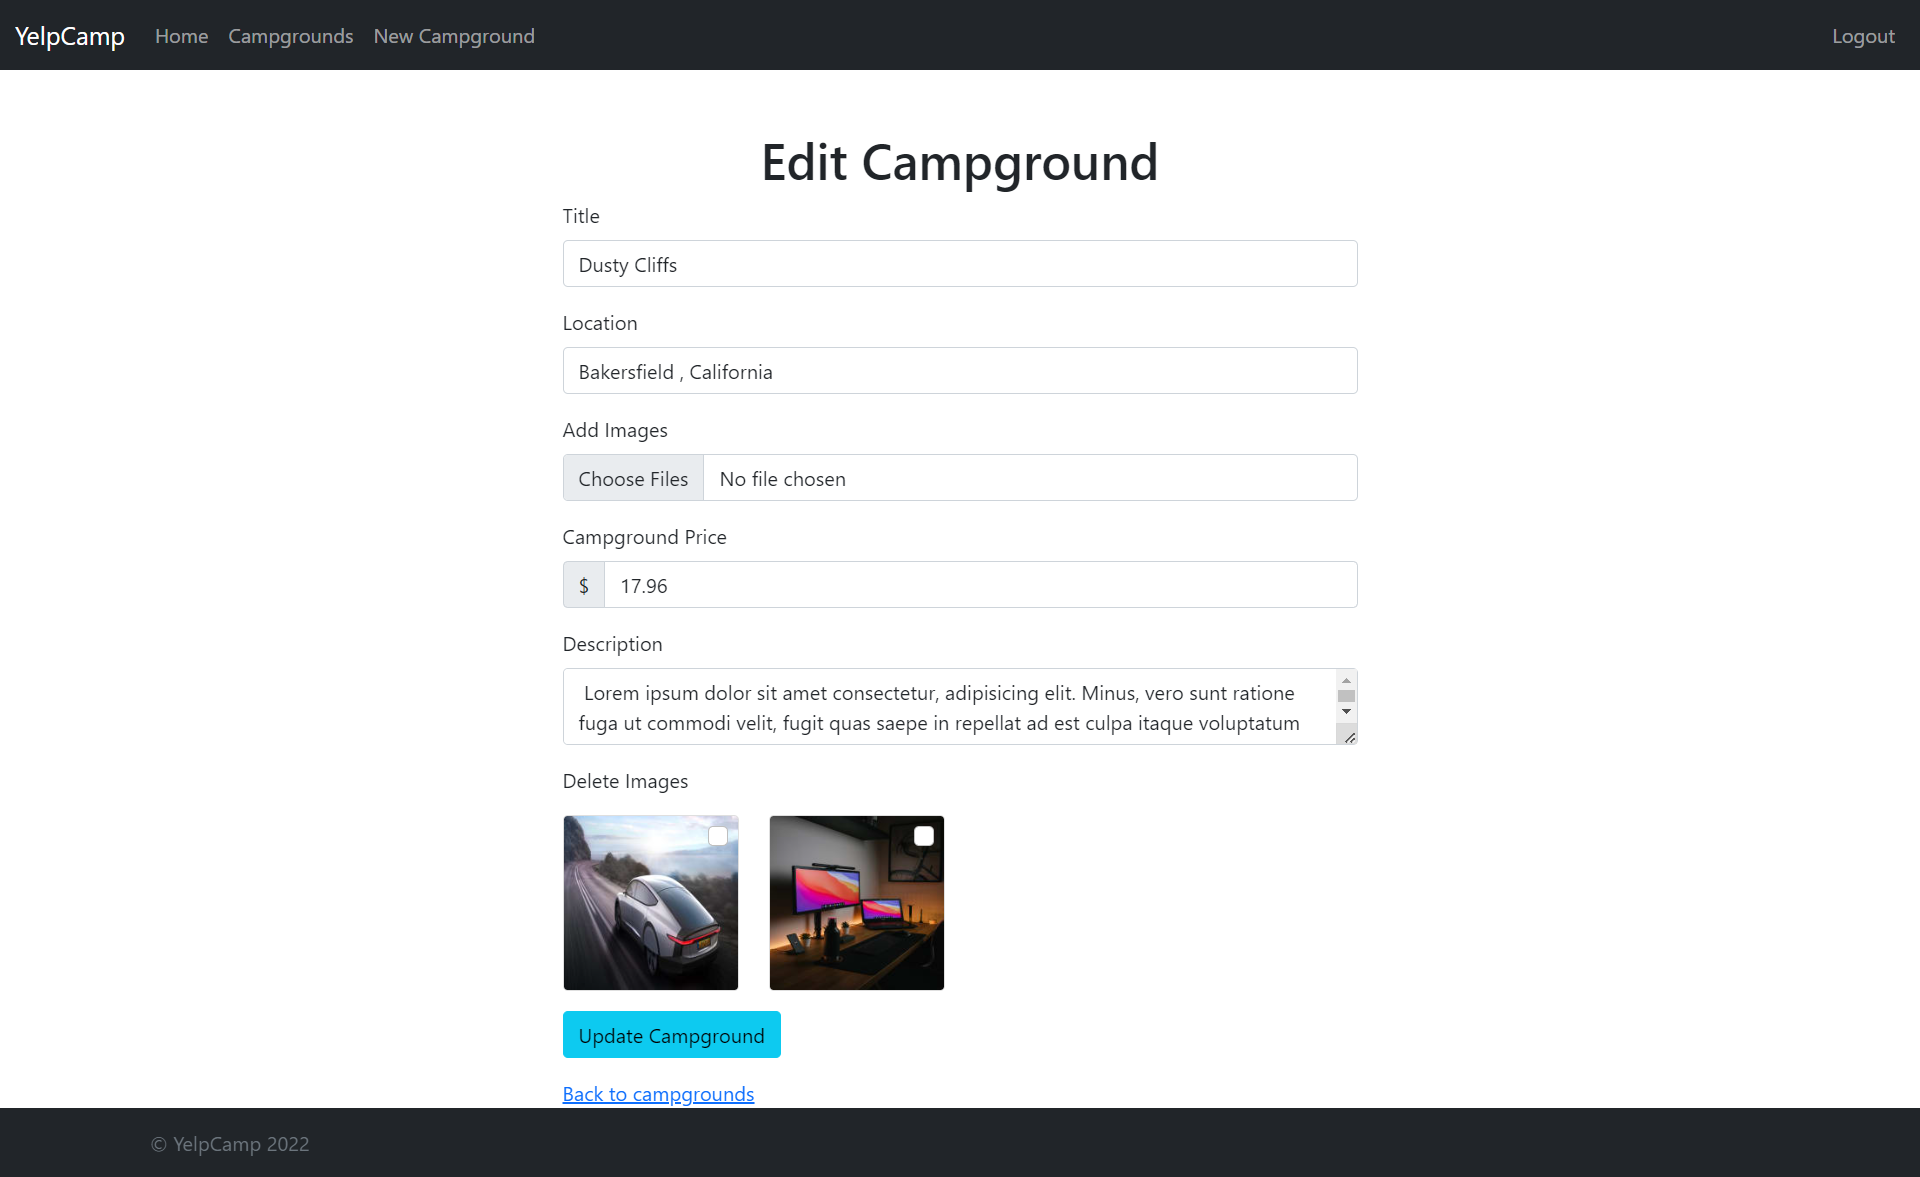 YelpCamp Home Campgrounds New Campground Logout
Edit Campground
Title
Dusty Cliffs
Location
Bakersfield , California
Add Images
Choose Files No file chosen
Campground Price
$ 17.96
Description
Lorem ipsum dolor sit amet consectetur, adipisicing elit. Minus, vero sunt ratione
fuga ut commodi velit, fugit quas saepe in repellat ad est culpa itaque voluptatum
Delete Images
Update Campground
Back to campgrounds
© YelpCamp 2022